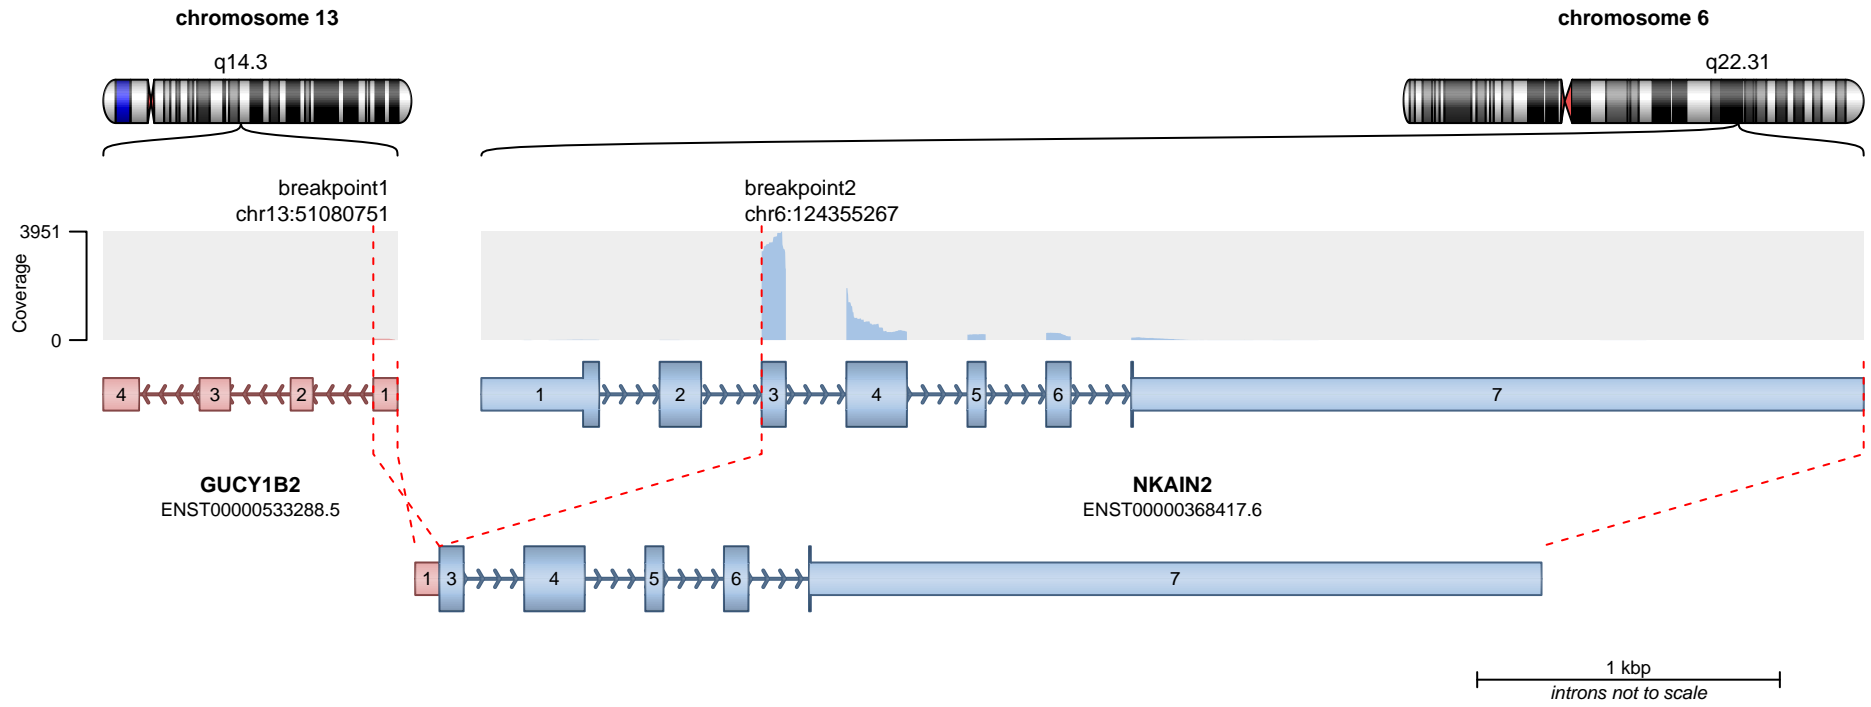 chromosome 13
chromosome 6
q14.3
q22.31
breakpoint1
chr13:51080751
breakpoint2
chr6:124355267
3951
0
Coverage
4 3 2 1
1 2 3 4 5 6 7
GUCY1B2
ENST00000533288.5
NKAIN2
ENST00000368417.6
1 3 4 5 6 7
1 kbp
introns not to scale